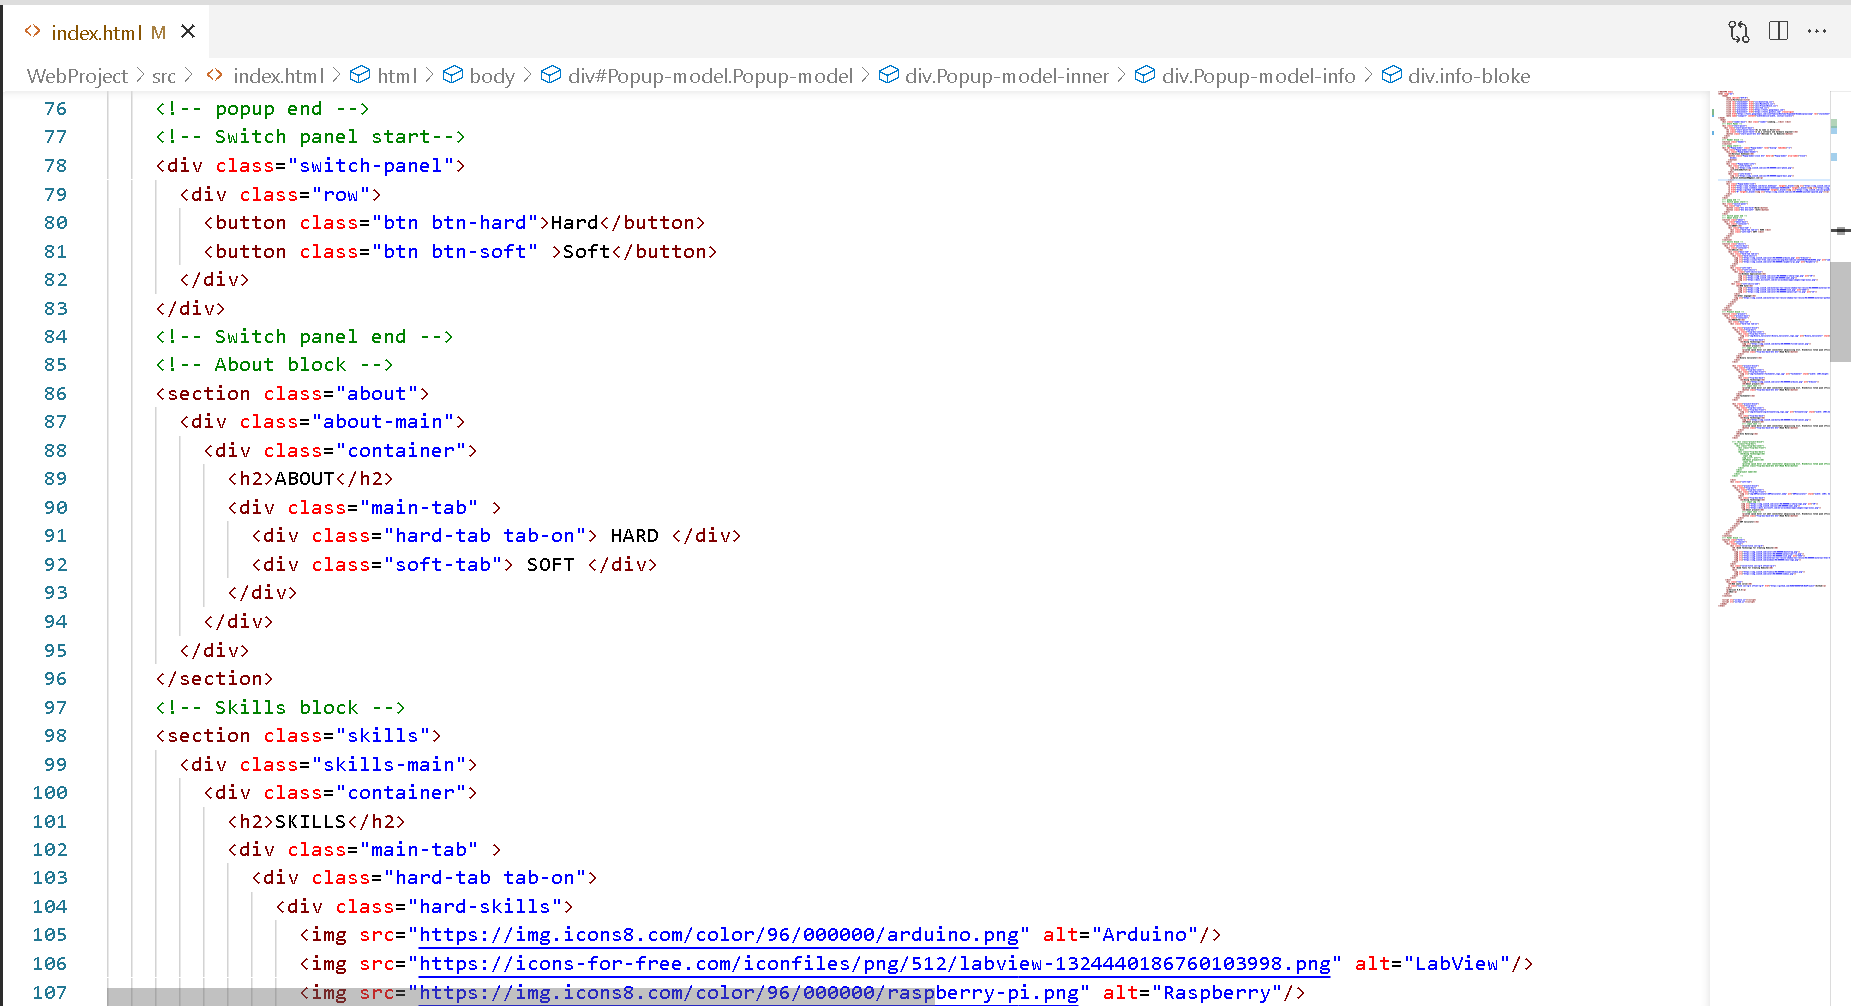 index.html M
WebProject src index.html html body div#Popup-model.Popup-model div.Popup-model-inner div.Popup-model-info div.info-bloke
76 <!-- popup end -->
77 <!-- Switch panel start-->
78 <div class="switch-panel">
79 <div class="row">
80 <button class="btn btn-hard">Hard</button>
81 <button class="btn btn-soft" >Soft</button>
82 </div>
83 </div>
84 <!-- Switch panel end -->
85 <!-- About block -->
86 <section class="about">
87 <div class="about-main">
88 <div class="container">
89 <h2>ABOUT</h2>
90 <div class="main-tab" >
91 <div class="hard-tab tab-on"> HARD </div>
92 <div class="soft-tab"> SOFT </div>
93 </div>
94 </div>
95 </div>
96 </section>
97 <!-- Skills block -->
98 <section class="skills">
99 <div class="skills-main">
100 <div class="container">
101 <h2>SKILLS</h2>
102 <div class="main-tab" >
103 <div class="hard-tab tab-on">
104 <div class="hard-skills">
105 <img src="https://img.icons8.com/color/96/000000/arduino.png" alt="Arduino"/>
106 <img src="https://icons-for-free.com/iconfiles/png/512/labview-1324440186760103998.png" alt="LabView"/>
107 <img src="https://img.icons8.com/color/96/000000/raspberry-pi.png" alt="Raspberry"/>